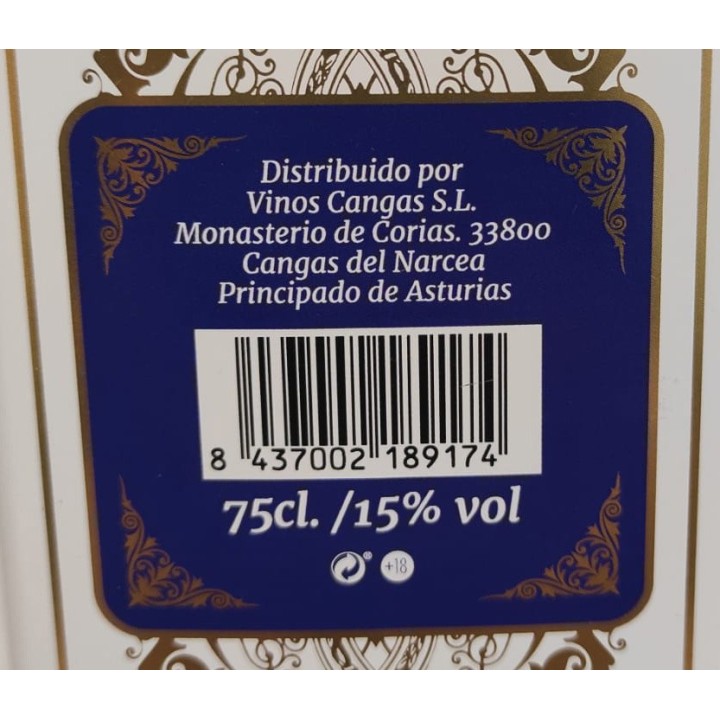 Distribuido por
Vinos Cangas S.L.
Monasterio de Corias. 33800
Cangas del Narcea
Principado de Asturias
8 437002 189174
75cl. /15% vol
® +18